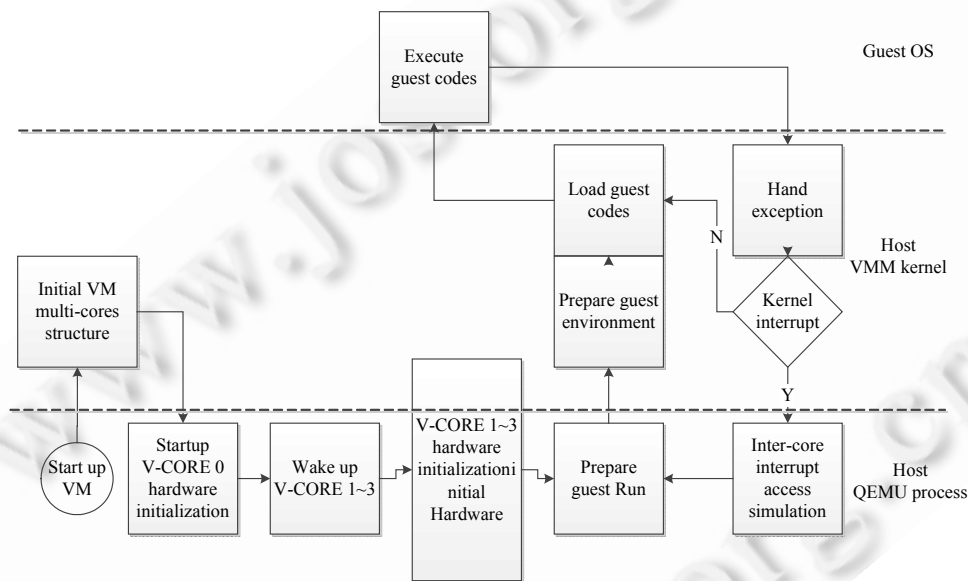 Execute
guest codes
Guest OS
Load guest
codes
Hand
exception
N
Host
VMM kernel
Initial VM
multi-cores
structure
Prepare guest
environment
Kernel
interrupt
Y
Start up
VM
Startup
V-CORE 0
hardware
initialization
Wake up
V-CORE 1~3
V-CORE 1~3
hardware
initializationi
nitial
Hardware
Prepare
guest Run
Inter-core
interrupt
access
simulation
Host
QEMU process